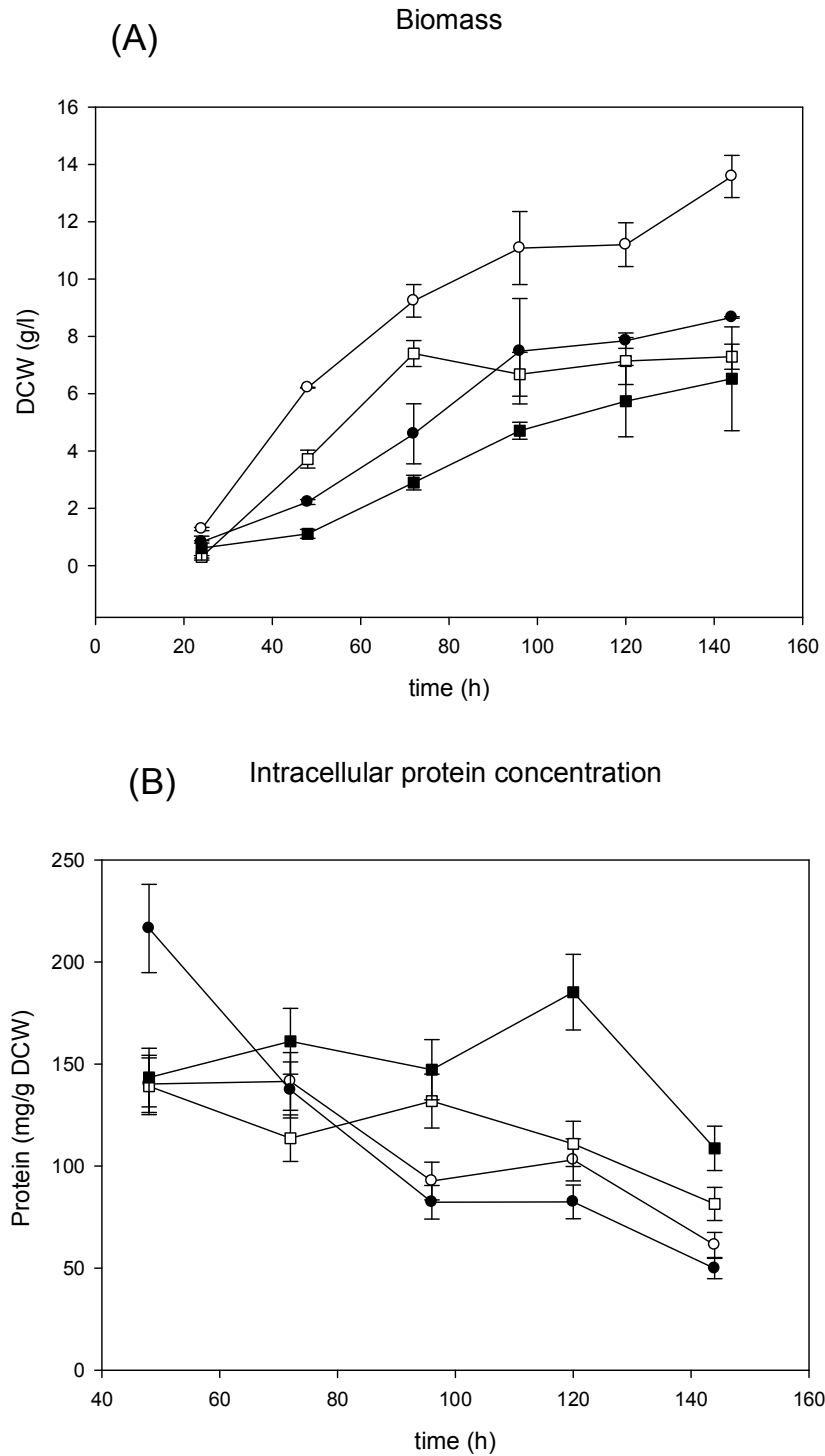 (A) Biomass
16
14
12
10
8
6
4
2
0
DCW (g/l)
0 20 40 60 80 100 120 140 160
time (h)
(B) Intracellular protein concentration
250
200
150
100
50
0
Protein (mg/g DCW)
40 60 80 100 120 140 160
time (h)